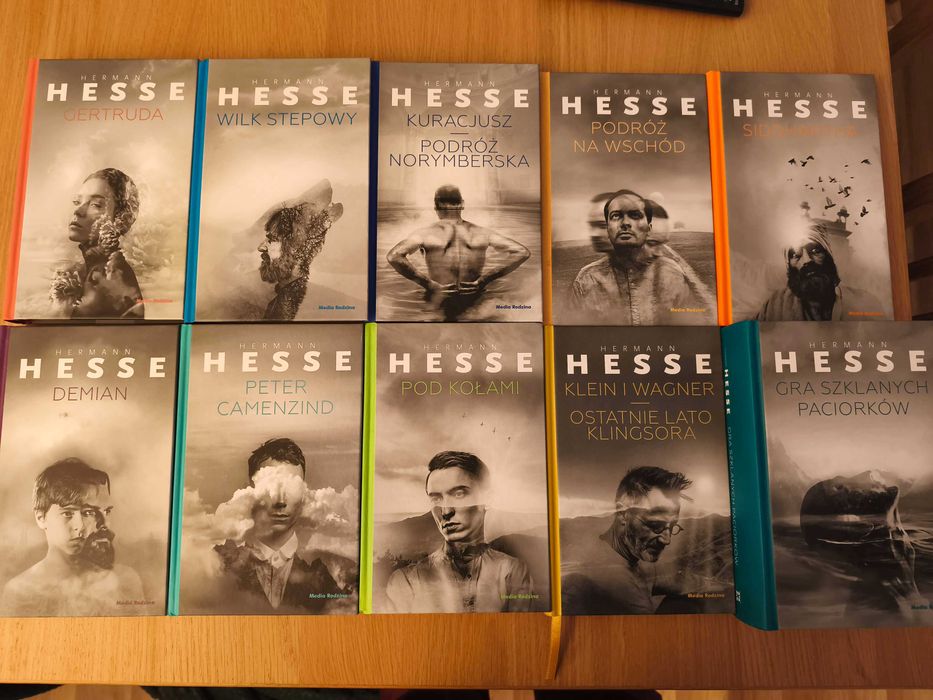 HERMANN
HESSE
GERTRUDA
Media Rodzina
HERMANN
HESSE
WILK STEPOWY
Media Rodzina
HERMANN
HESSE
KURACJUSZ
PODRÓŻ
NORYMBERSKA
Media Rodzina
HERMANN
HESSE
PODRÓŻ
NA WSCHÓD
Media Rodzina
HERMANN
HESSE
Media Rodzina
HERMANN
HESSE
DEMIAN
Media Rodzina
HERMANN
HESSE
PETER
CAMENZIND
Media Rodzina
HERMANN
HESSE
POD KOŁAMI
Media Rodzina
HERMANN
HESSE
KLEIN I WAGNER
OSTATNIE LATO
KLINGSORA
Media Rodzina
HESSE GRA SZKLANYCH PACIORKÓW
HERMANN
HESSE
GRA SZKLANYCH
PACIORKÓW